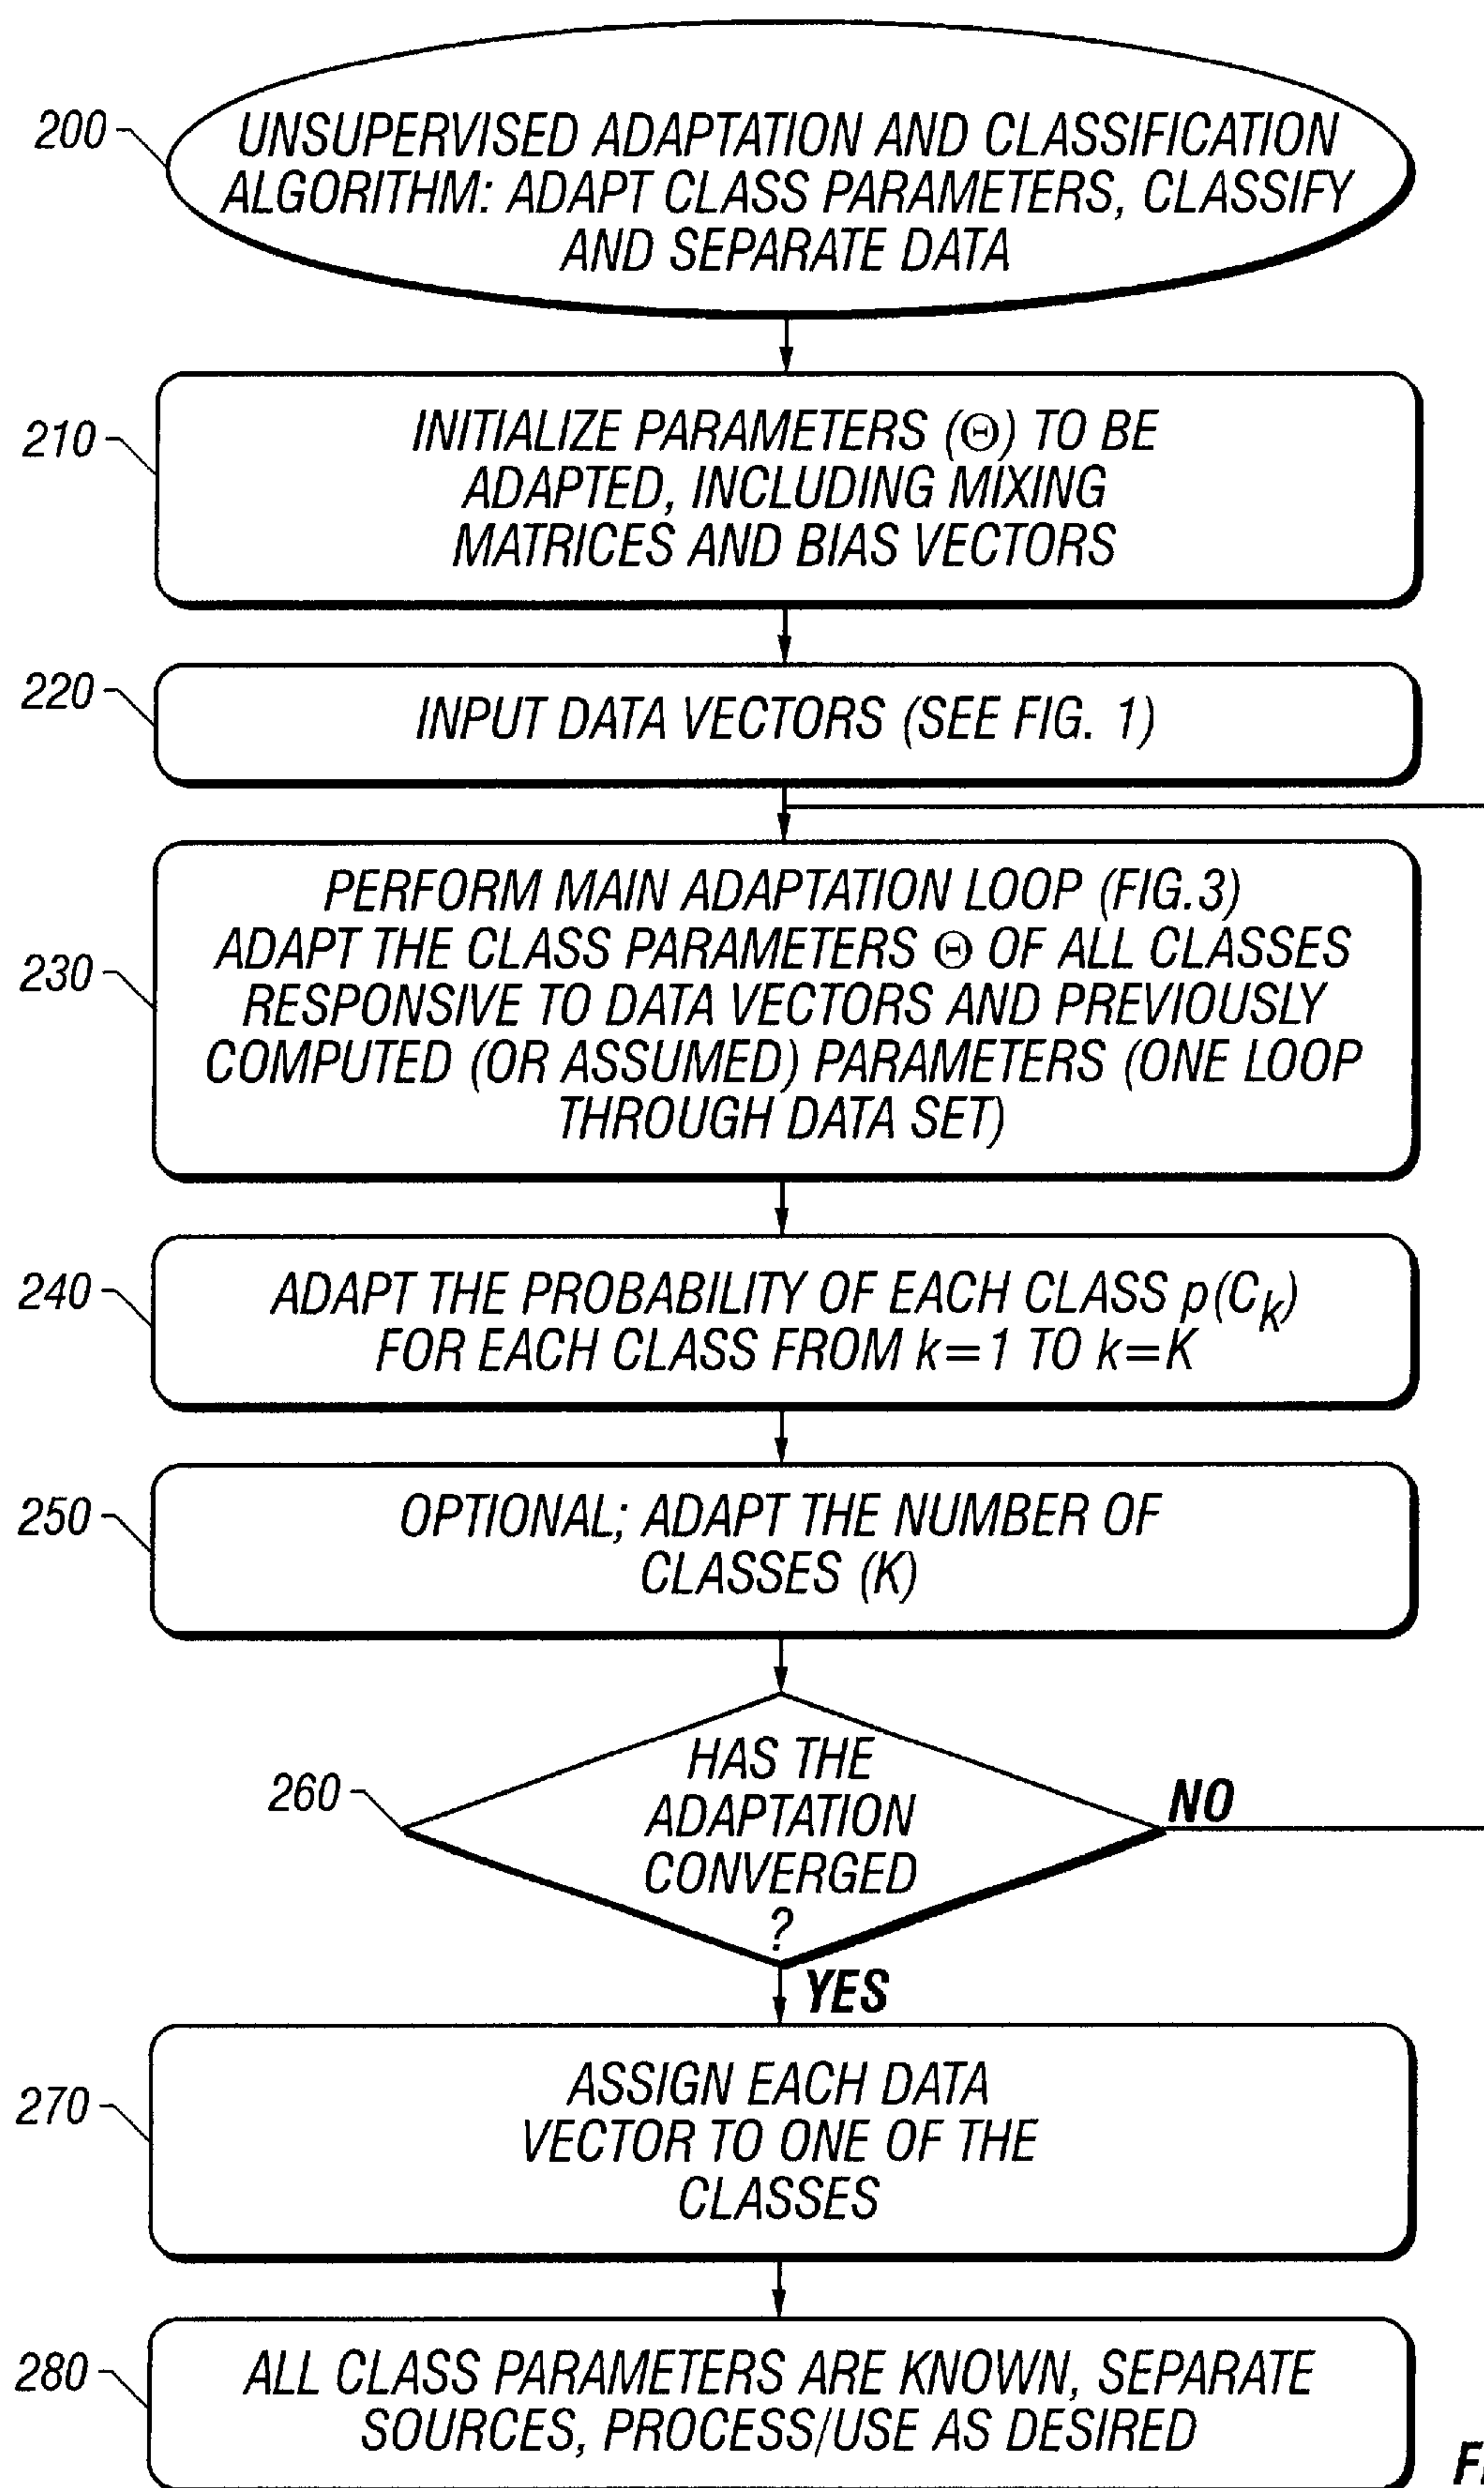 200
UNSUPERVISED ADAPTATION AND CLASSIFICATION
ALGORITHM: ADAPT CLASS PARAMETERS, CLASSIFY
AND SEPARATE DATA
210
INITIALIZE PARAMETERS (Θ) TO BE
ADAPTED, INCLUDING MIXING
MATRICES AND BIAS VECTORS
220
INPUT DATA VECTORS (SEE FIG. 1)
230
PERFORM MAIN ADAPTATION LOOP (FIG.3)
ADAPT THE CLASS PARAMETERS Θ OF ALL CLASSES
RESPONSIVE TO DATA VECTORS AND PREVIOUSLY
COMPUTED (OR ASSUMED) PARAMETERS (ONE LOOP
THROUGH DATA SET)
240
ADAPT THE PROBABILITY OF EACH CLASS p(Ck)
FOR EACH CLASS FROM k=1 TO k=K
250
OPTIONAL; ADAPT THE NUMBER OF
CLASSES (K)
260
HAS THE
ADAPTATION
CONVERGED
?
NO
YES
270
ASSIGN EACH DATA
VECTOR TO ONE OF THE
CLASSES
280
ALL CLASS PARAMETERS ARE KNOWN, SEPARATE
SOURCES, PROCESS/USE AS DESIRED